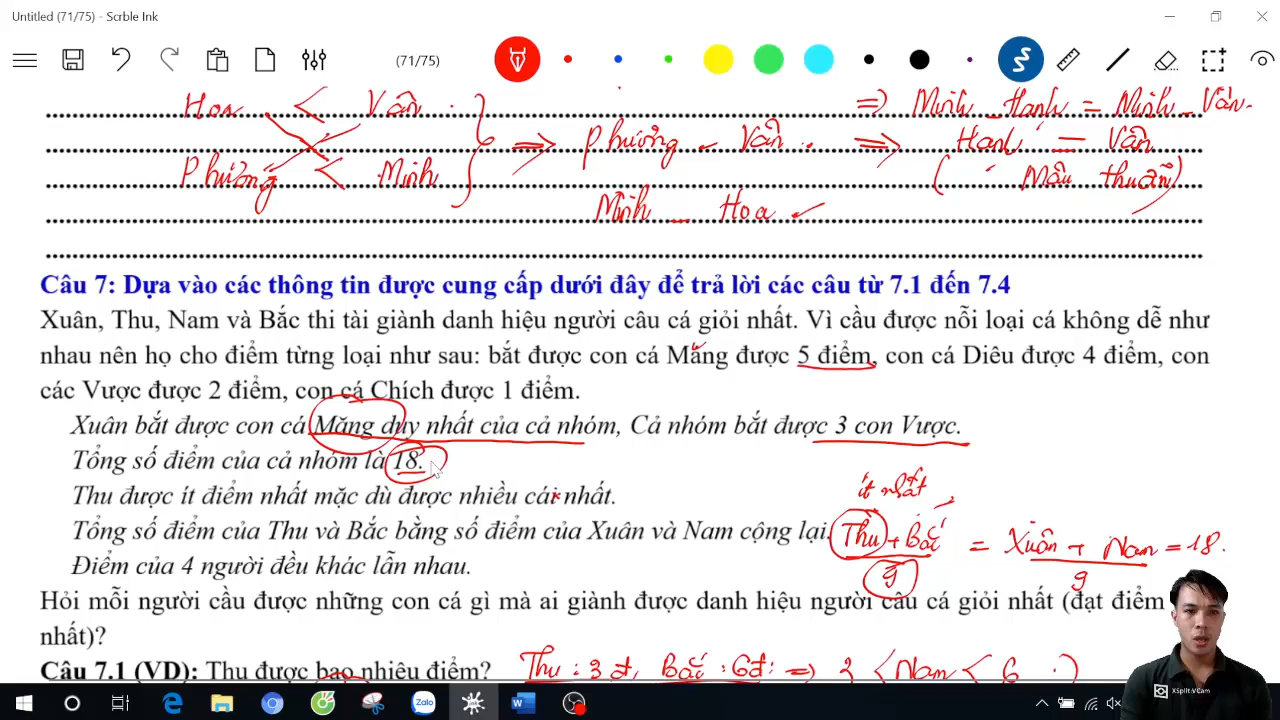 Untitled (71/75) - Scrble Ink
(71/75)
Hoa < Vân
=> Minh _ Hạnh = Minh _ Vân.
=> Phương - Vân . => Hạnh = Vân
Phương < Minh
( Mâu thuẫn)
Minh _ Hoa
Câu 7: Dựa vào các thông tin được cung cấp dưới đây để trả lời các câu từ 7.1 đến 7.4
Xuân, Thu, Nam và Bắc thi tài giành danh hiệu người câu cá giỏi nhất. Vì cầu được nỗi loại cá không dễ như
nhau nên họ cho điểm từng loại như sau: bắt được con cá Măng được 5 điểm, con cá Diêu được 4 điểm, con
các Vược được 2 điểm, con cá Chích được 1 điểm.
Xuân bắt được con cá Măng duy nhất của cả nhóm, Cả nhóm bắt được 3 con Vược.
Tổng số điểm của cả nhóm là 18.
ít nhất
Thu được ít điểm nhất mặc dù được nhiều cái nhất.
Tổng số điểm của Thu và Bắc bằng số điểm của Xuân và Nam cộng lại.
Thu + Bắc = Xuân + Nam = 18.
9 9
Điểm của 4 người đều khác lẫn nhau.
Hỏi mỗi người cầu được những con cá gì mà ai giành được danh hiệu người câu cá giỏi nhất (đạt điểm
nhất)?
Câu 7.1 (VD): Thu được bao nhiêu điểm?
Thu : 3 đ, Bắc : 6đ => 3 < Nam < 6 )
Zalo
XSplit VCam